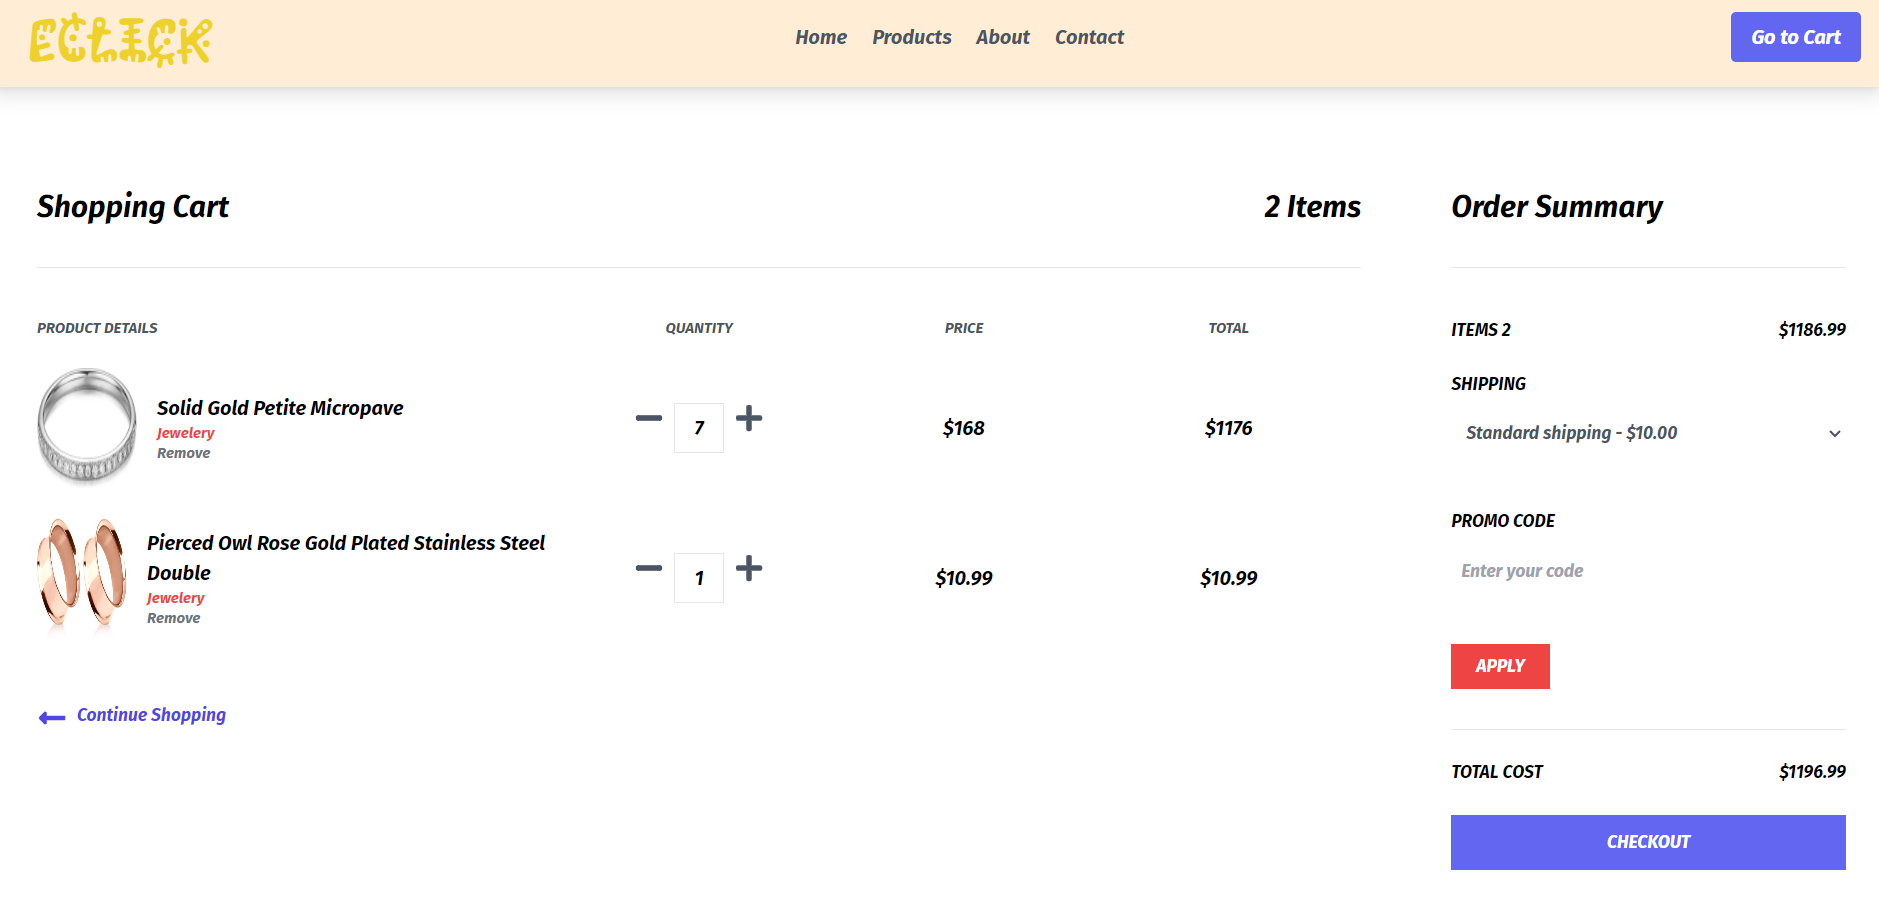 ECLICK
Home Products About Contact
Go to Cart
Shopping Cart
2 Items
PRODUCT DETAILS QUANTITY PRICE TOTAL
Solid Gold Petite Micropave
Jewelery
Remove
7 $168 $1176
Pierced Owl Rose Gold Plated Stainless Steel
Double
Jewelery
Remove
1 $10.99 $10.99
Continue Shopping
Order Summary
ITEMS 2 $1186.99
SHIPPING
Standard shipping - $10.00
PROMO CODE
Enter your code
APPLY
TOTAL COST $1196.99
CHECKOUT